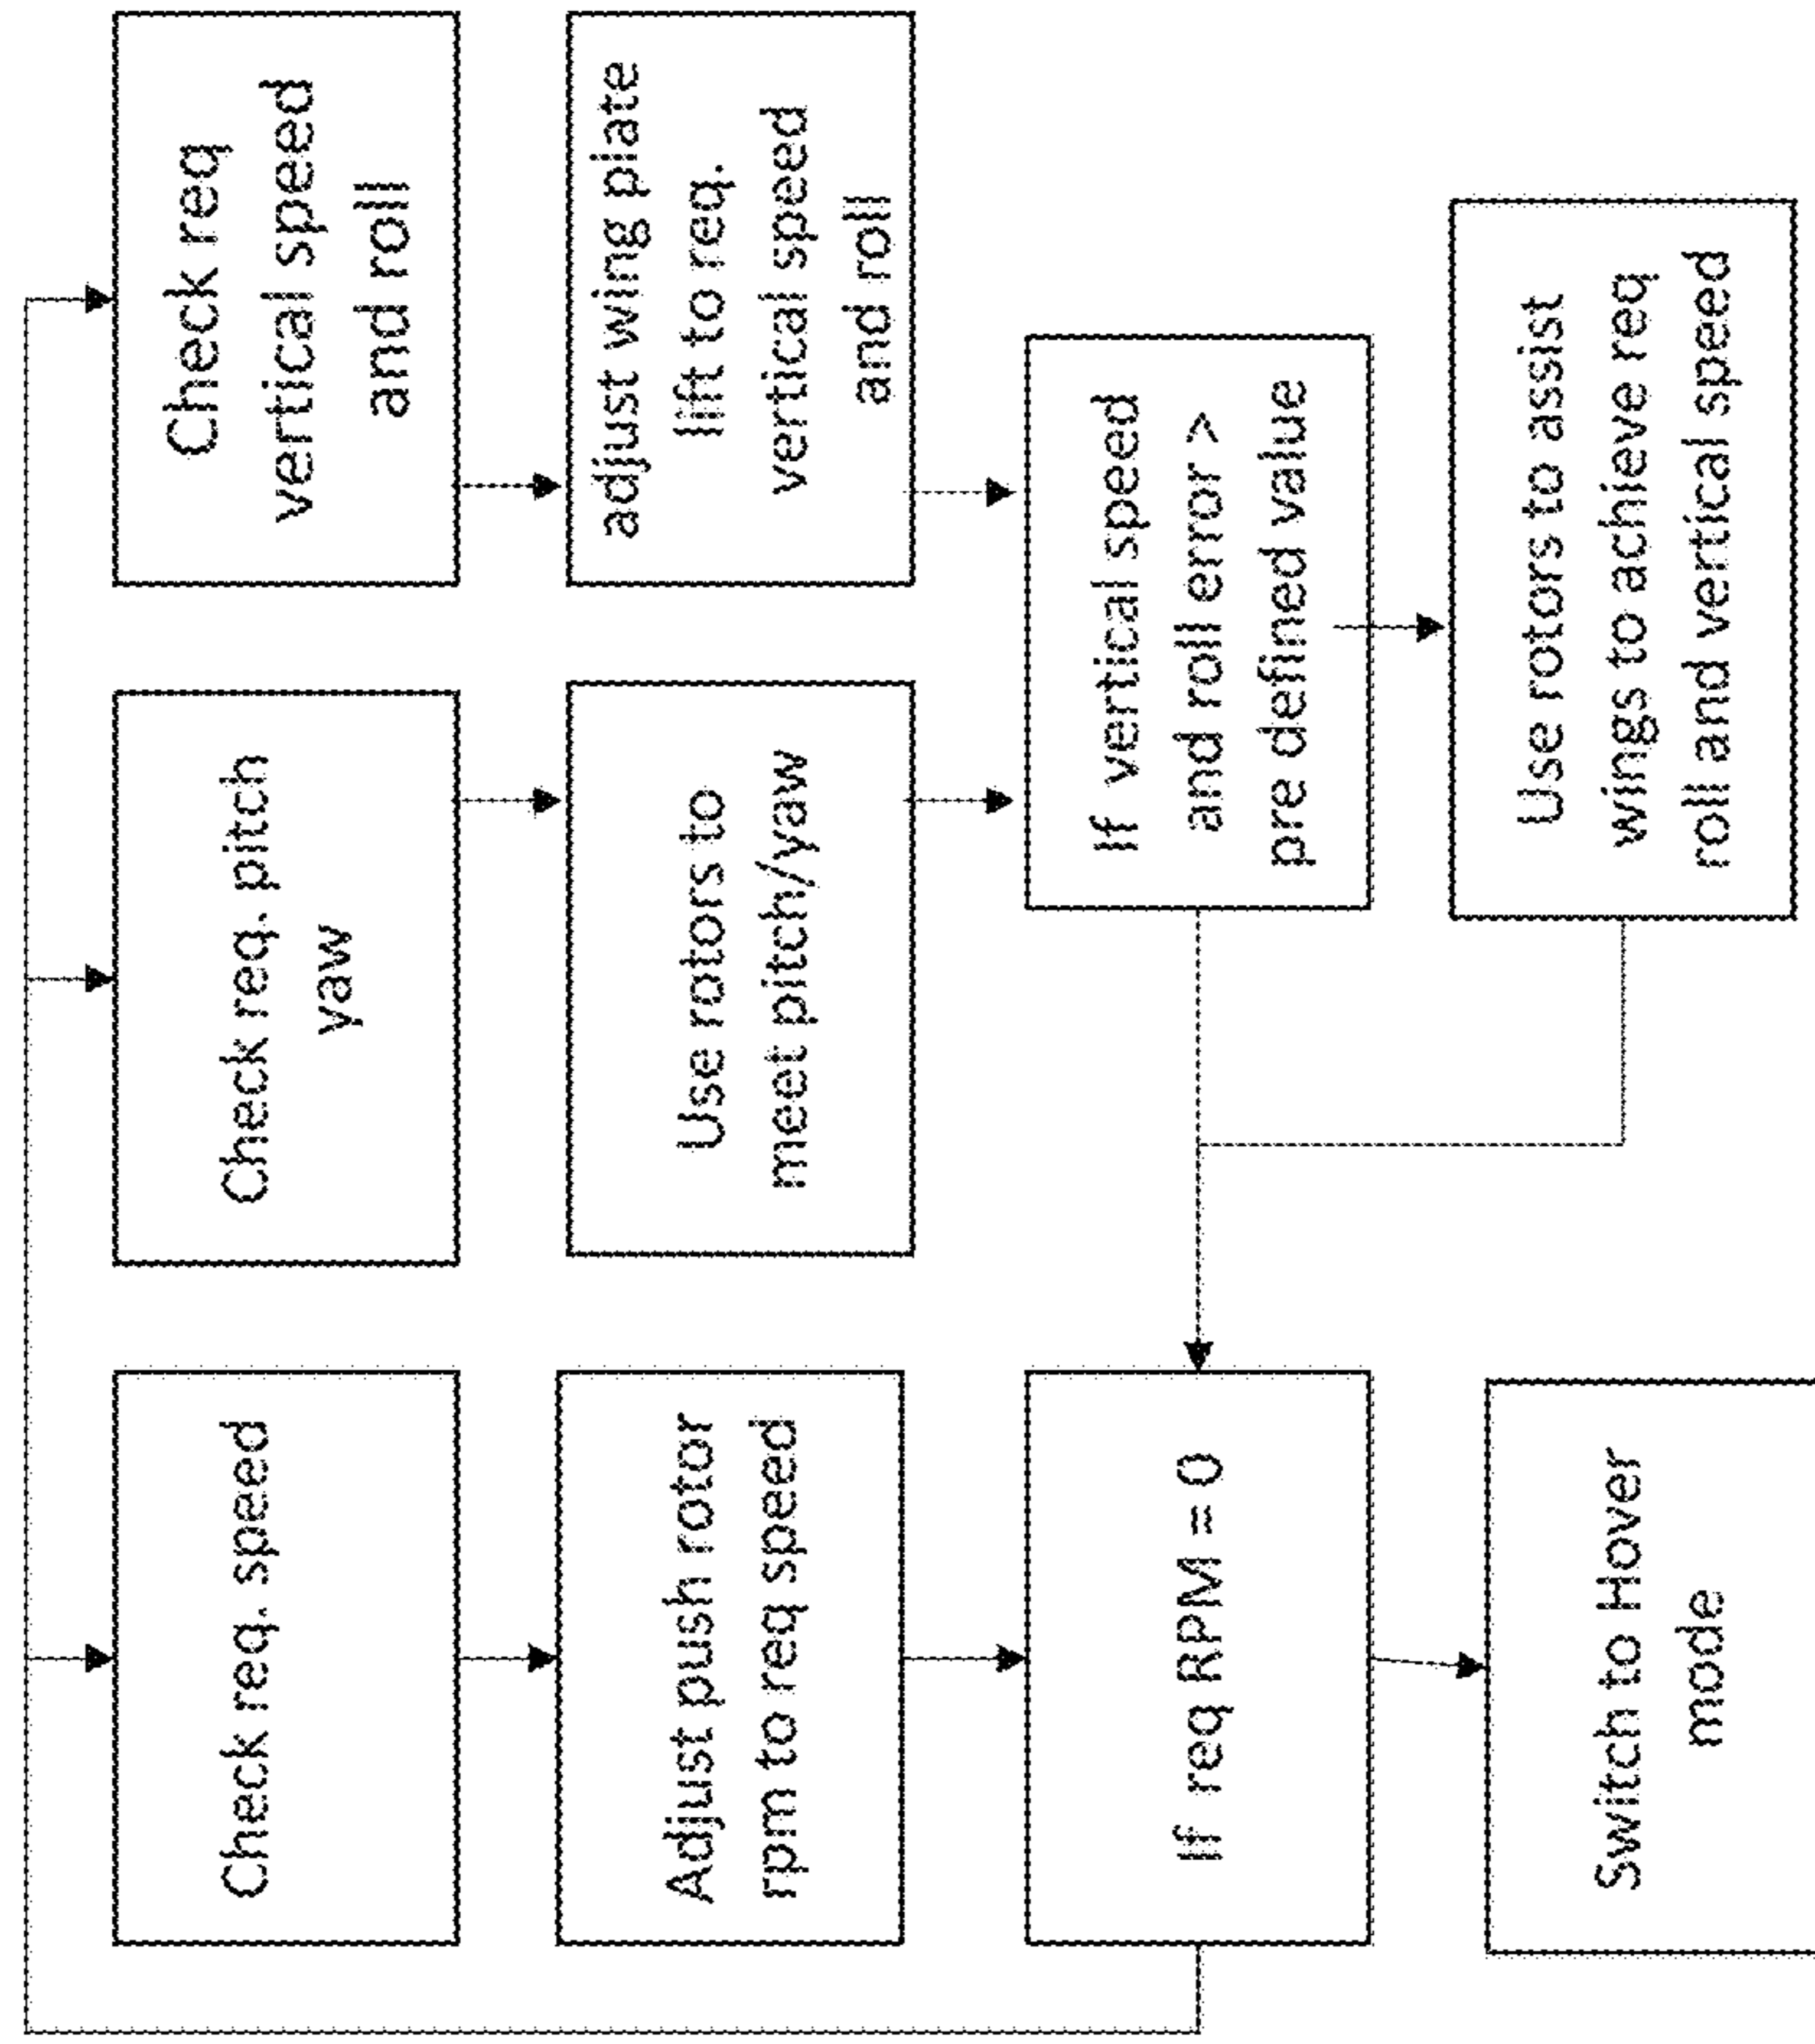 Check req. speed
Adjust push rotor
rpm to req speed
If req RPM = 0
Switch to Hover
mode
Check req. pitch
yaw
Use rotors to
meet pitch/yaw
Check req
vertical speed
and roll
adjust wing plate
lift to req.
vertical speed
and roll
If vertical speed
and roll error >
pre defined value
Use rotors to assist
wings to achieve req
roll and vertical speed